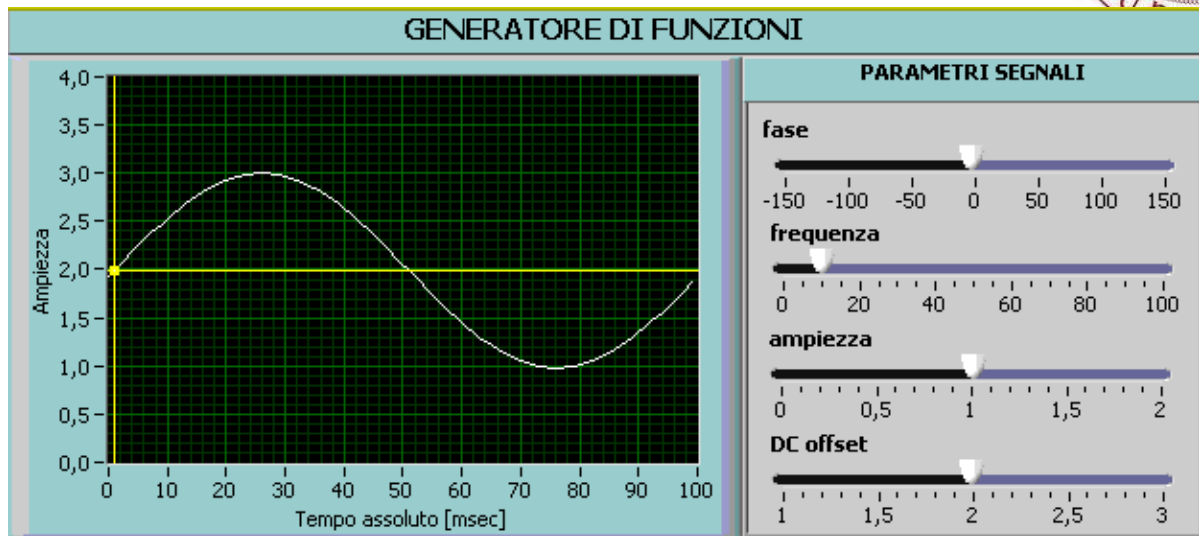 GENERATORE DI FUNZIONI
4,0
3,5
3,0
2,5
2,0
1,5
1,0
0,5
0,0
Ampiezza
0 10 20 30 40 50 60 70 80 90 100
Tempo assoluto [msec]
PARAMETRI SEGNALI
fase
-150 -100 -50 0 50 100 150
frequenza
0 20 40 60 80 100
ampiezza
0 0,5 1 1,5 2
DC offset
1 1,5 2 2,5 3